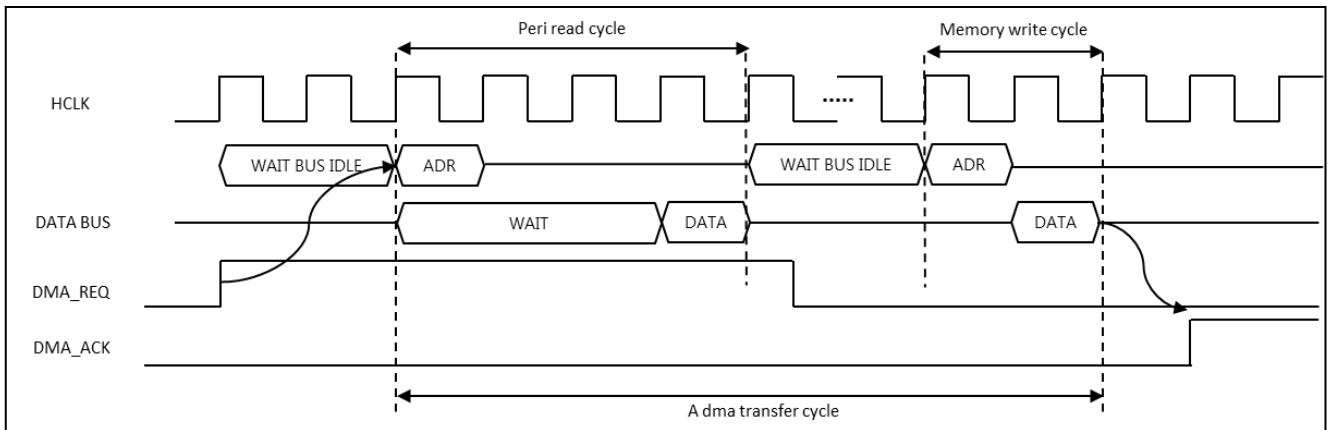 Peri read cycle
Memory write cycle
HCLK
.....
WAIT BUS IDLE
ADR
WAIT BUS IDLE
ADR
DATA BUS
WAIT
DATA
DATA
DMA_REQ
DMA_ACK
A dma transfer cycle